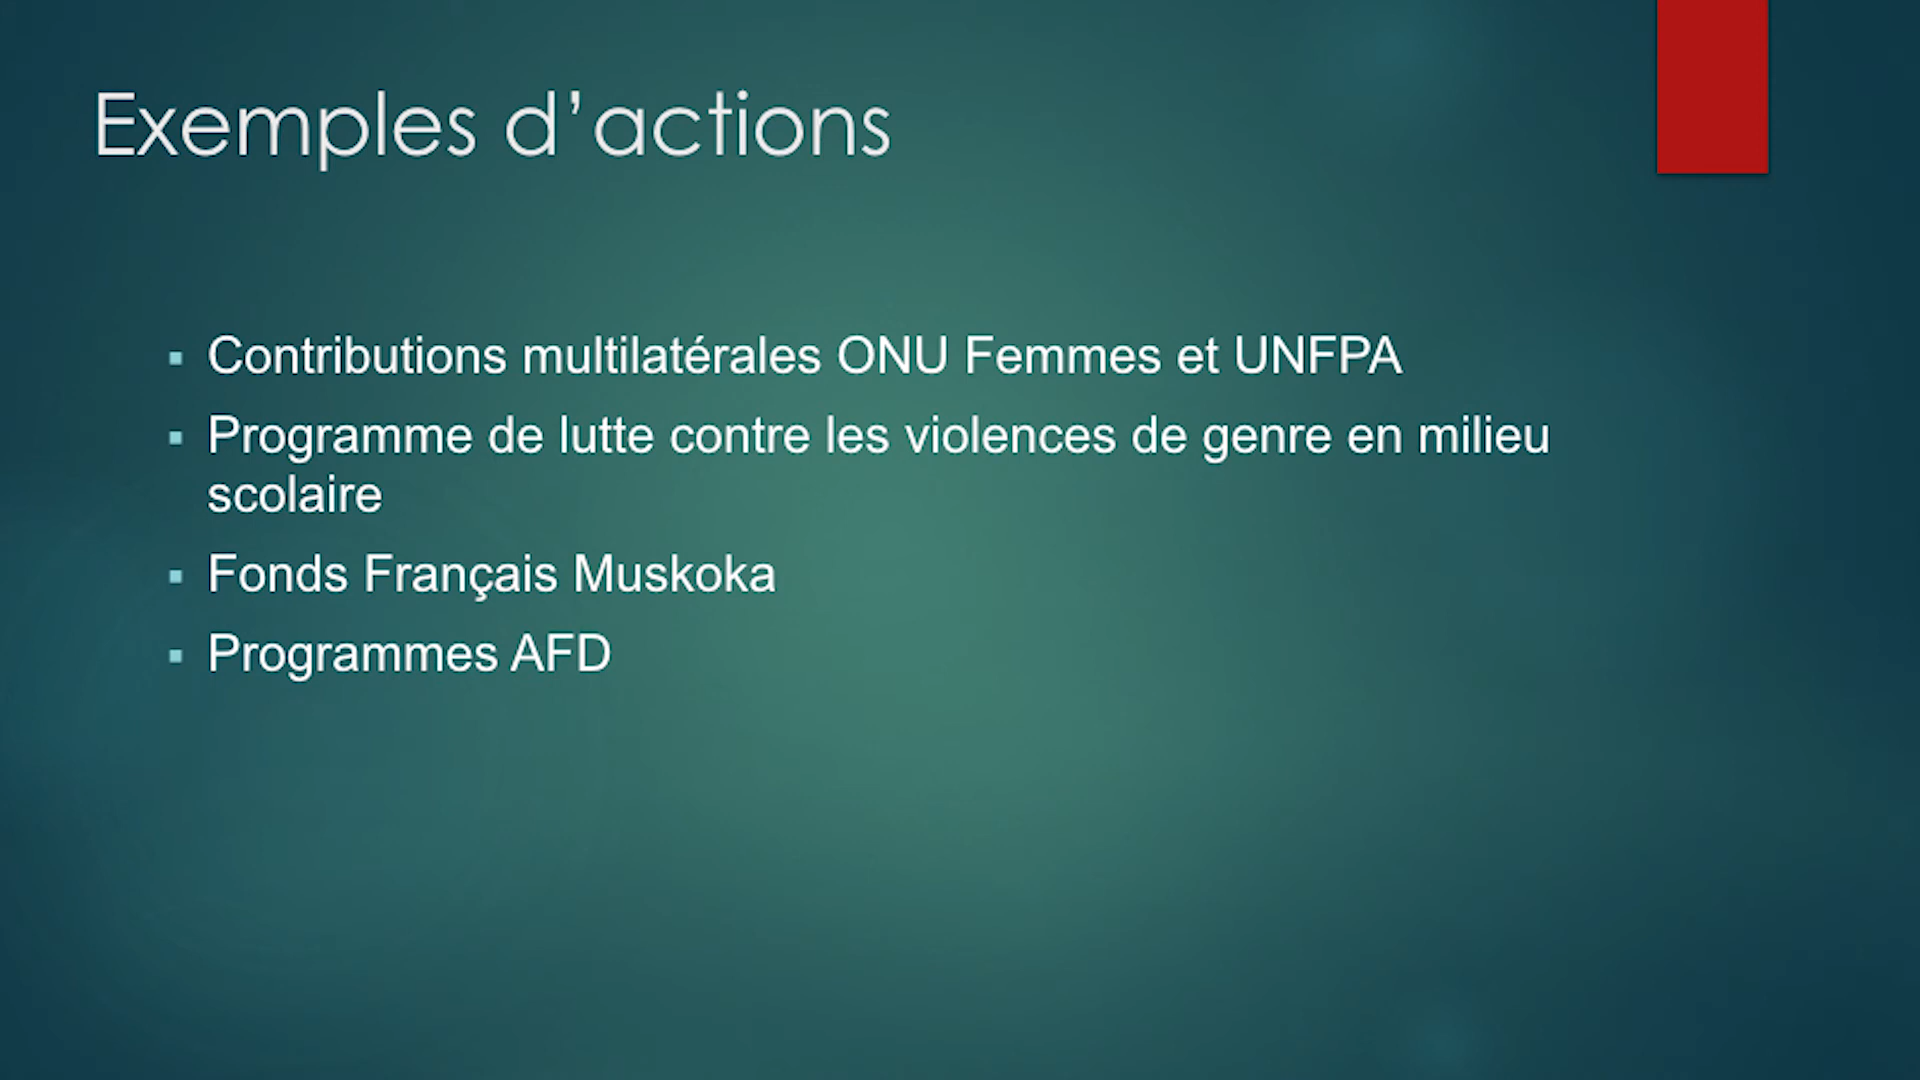 Exemples d’actions
Contributions multilatérales ONU Femmes et UNFPA
Programme de lutte contre les violences de genre en milieu
scolaire
Fonds Français Muskoka
Programmes AFD